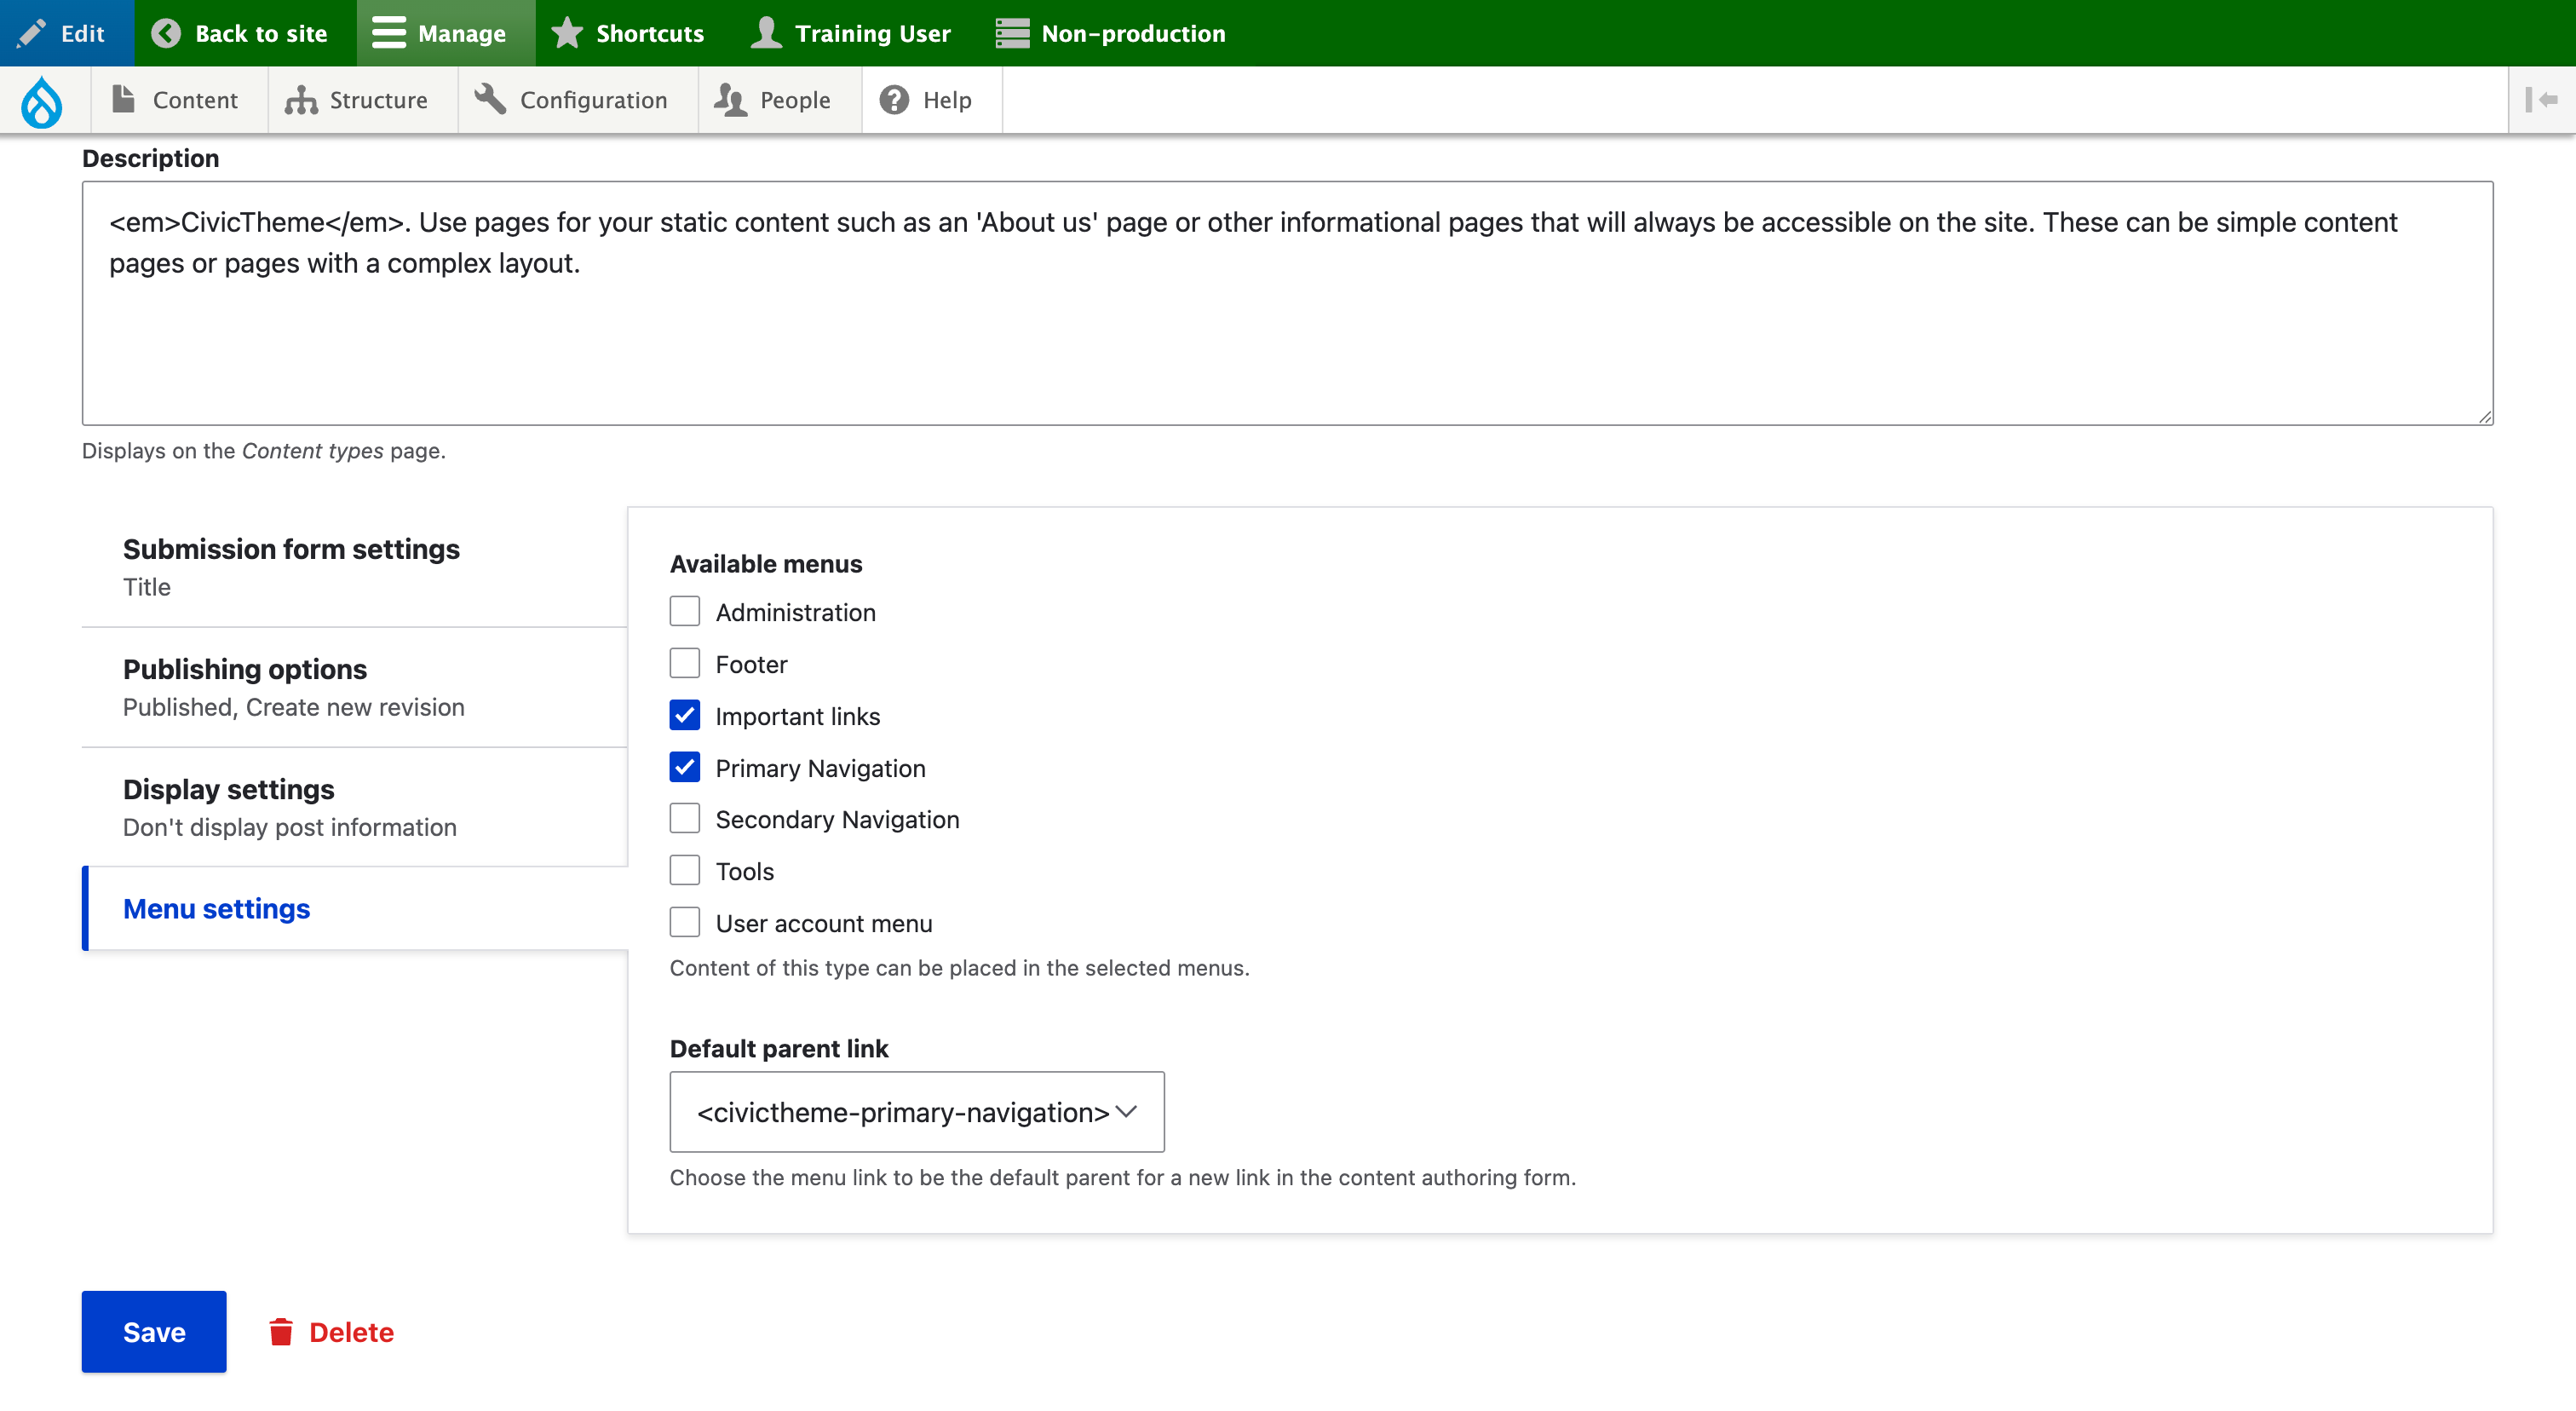 Edit Back to site Manage Shortcuts Training User Non-production
Content Structure Configuration People Help
Description
<em>CivicTheme</em>. Use pages for your static content such as an 'About us' page or other informational pages that will always be accessible on the site. These can be simple content
pages or pages with a complex layout.
Displays on the Content types page.
Submission form settings
Title
Publishing options
Published, Create new revision
Display settings
Don't display post information
Menu settings
Available menus
Administration
Footer
Important links
Primary Navigation
Secondary Navigation
Tools
User account menu
Content of this type can be placed in the selected menus.
Default parent link
<civictheme-primary-navigation>
Choose the menu link to be the default parent for a new link in the content authoring form.
Save Delete